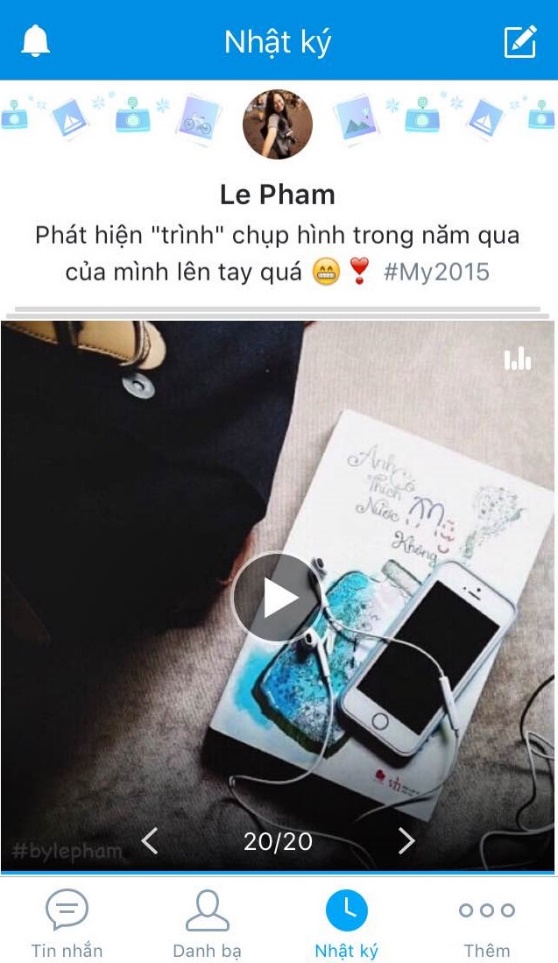 Nhật ký
Le Pham
Phát hiện "trình" chụp hình trong năm qua
của mình lên tay quá 😁❣️ #My2015
Anh Có
Thích
Nước
Mỹ
Không
#bylepham
20/20
Tin nhắn
Danh bạ
Nhật ký
Thêm